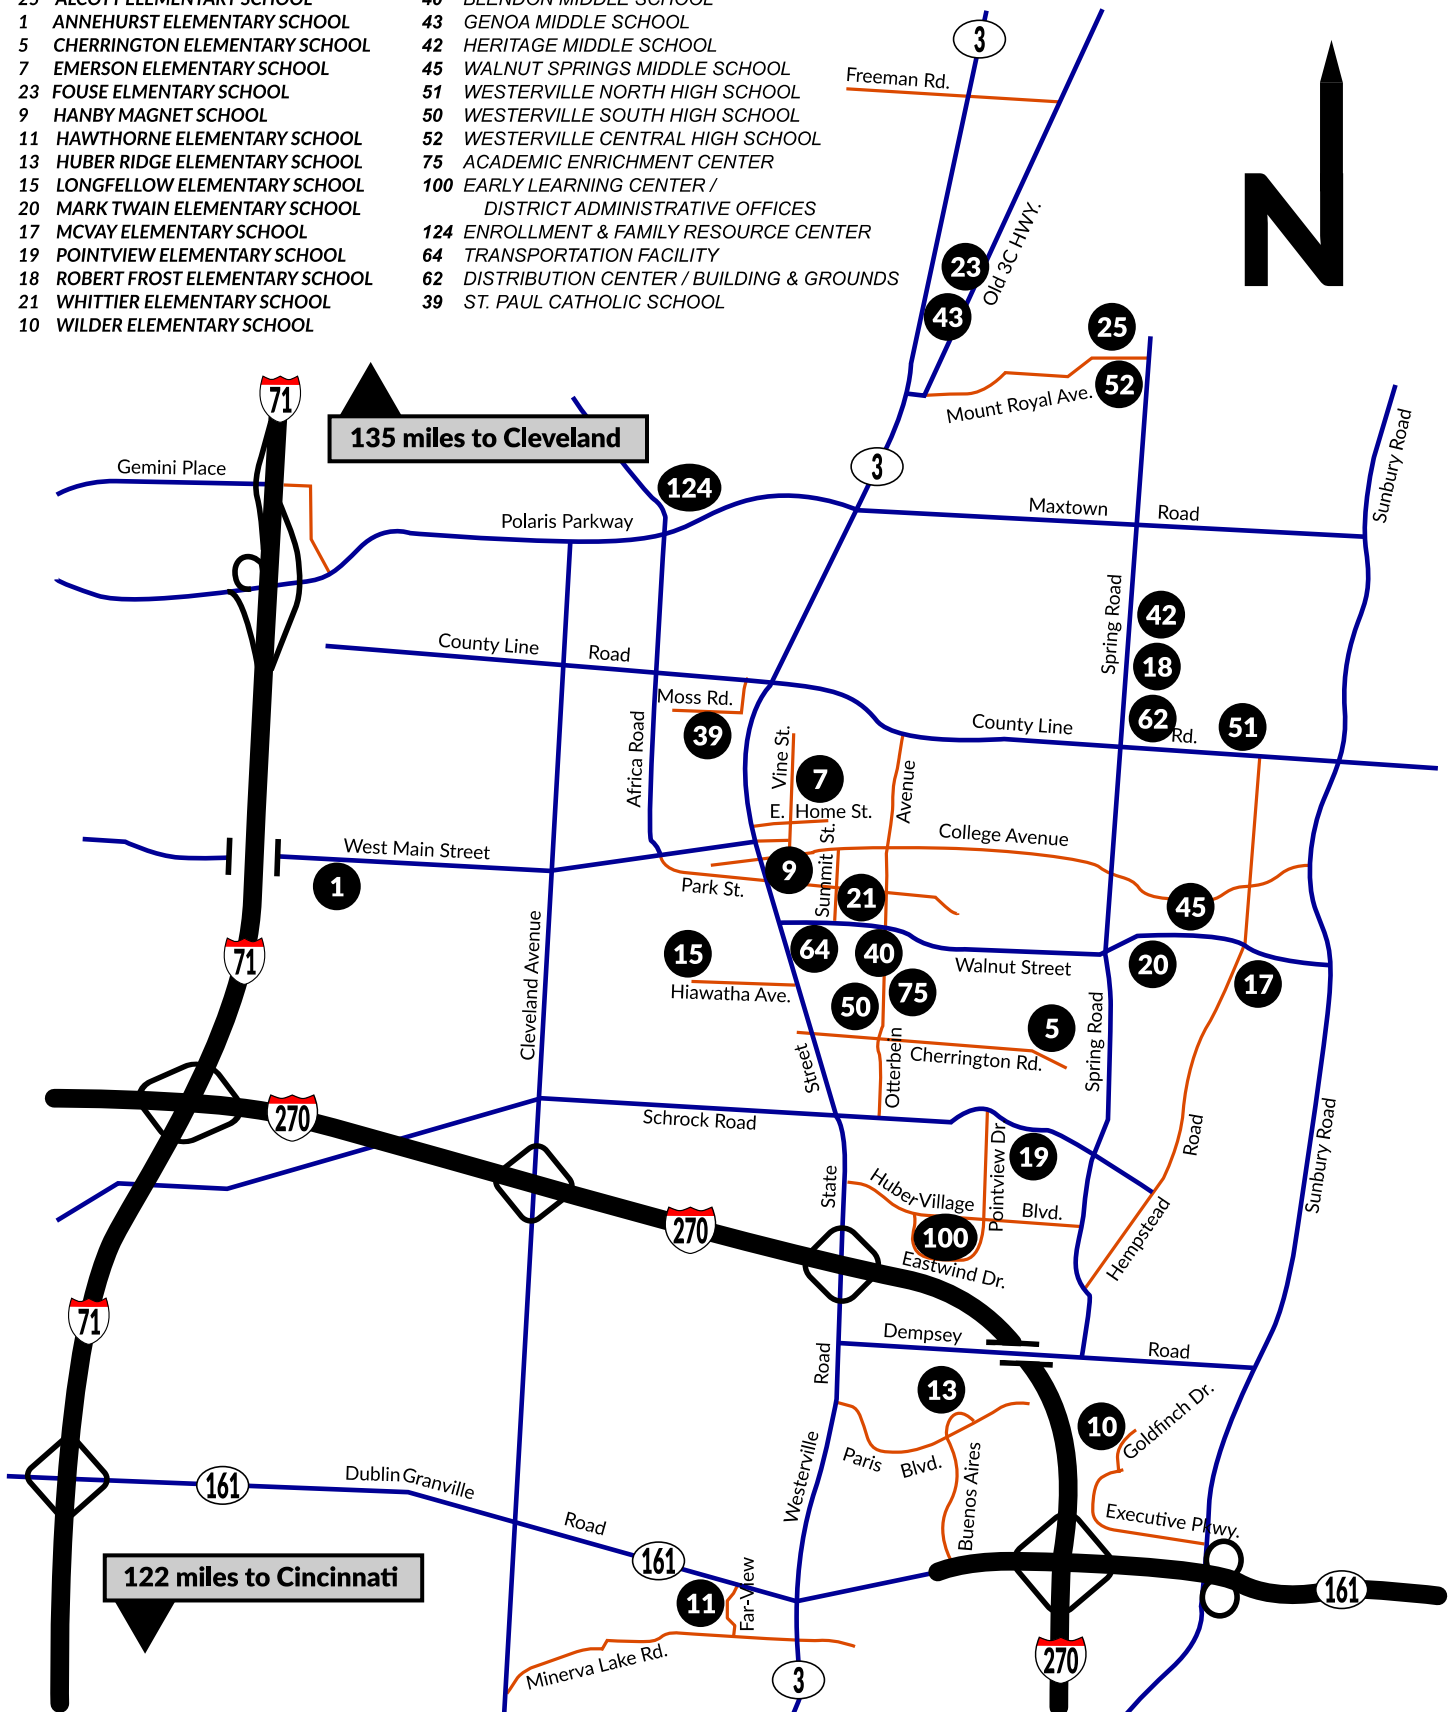 25 ALCOTT ELEMENTARY SCHOOL
1 ANNEHURST ELEMENTARY SCHOOL
5 CHERRINGTON ELEMENTARY SCHOOL
7 EMERSON ELEMENTARY SCHOOL
23 FOUSE ELMENTARY SCHOOL
9 HANBY MAGNET SCHOOL
11 HAWTHORNE ELEMENTARY SCHOOL
13 HUBER RIDGE ELEMENTARY SCHOOL
15 LONGFELLOW ELEMENTARY SCHOOL
20 MARK TWAIN ELEMENTARY SCHOOL
17 MCVAY ELEMENTARY SCHOOL
19 POINTVIEW ELEMENTARY SCHOOL
18 ROBERT FROST ELEMENTARY SCHOOL
21 WHITTIER ELEMENTARY SCHOOL
10 WILDER ELEMENTARY SCHOOL
40 BLENDON MIDDLE SCHOOL
43 GENOA MIDDLE SCHOOL
42 HERITAGE MIDDLE SCHOOL
45 WALNUT SPRINGS MIDDLE SCHOOL
51 WESTERVILLE NORTH HIGH SCHOOL
50 WESTERVILLE SOUTH HIGH SCHOOL
52 WESTERVILLE CENTRAL HIGH SCHOOL
75 ACADEMIC ENRICHMENT CENTER
100 EARLY LEARNING CENTER /
DISTRICT ADMINISTRATIVE OFFICES
124 ENROLLMENT & FAMILY RESOURCE CENTER
64 TRANSPORTATION FACILITY
62 DISTRIBUTION CENTER / BUILDING & GROUNDS
39 ST. PAUL CATHOLIC SCHOOL
3
Freeman Rd.
N
Old 3C HWY.
23
43
25
52
Mount Royal Ave.
71
135 miles to Cleveland
3
Sunbury Road
Gemini Place
124
Polaris Parkway
Maxtown
Road
Spring Road
42
18
62
Rd.
51
County Line
Road
Moss Rd.
39
Africa Road
Vine St.
7
E. Home St.
Avenue
County Line
College Avenue
West Main Street
1
Park St.
9
Summit St.
21
45
71
15
64
40
Walnut Street
20
17
Hiawatha Ave.
50
75
5
Cleveland Avenue
Street
Otterbein
Cherrington Rd.
Spring Road
270
Schrock Road
Pointview Dr
19
Road
Sunbury Road
State
Huber Village
Blvd.
100
Eastwind Dr.
Hempstead
270
71
Dempsey
Road
Road
13
10
Goldfinch Dr.
Paris
Blvd.
Buenos Aires
Westerville
Executive Pkwy.
161
Dublin Granville
Road
161
122 miles to Cincinnati
11
Far-View
161
Minerva Lake Rd.
3
270